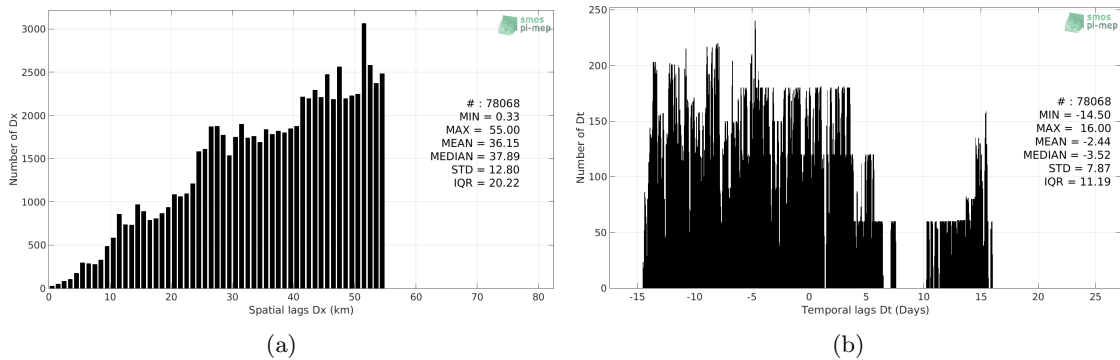 3000
2500
2000
1500
1000
500
0
Number of Dx
0 10 20 30 40 50 60 70 80
Spatial lags Dx (km)
smos
pi-mep
# : 78068
MIN = 0.33
MAX = 55.00
MEAN = 36.15
MEDIAN = 37.89
STD = 12.80
IQR = 20.22
(a)
250
200
150
100
50
0
Number of Dt
-15 -10 -5 0 5 10 15 20 25
Temporal lags Dt (Days)
smos
pi-mep
# : 78068
MIN = -14.50
MAX = 16.00
MEAN = -2.44
MEDIAN = -3.52
STD = 7.87
IQR = 11.19
(b)